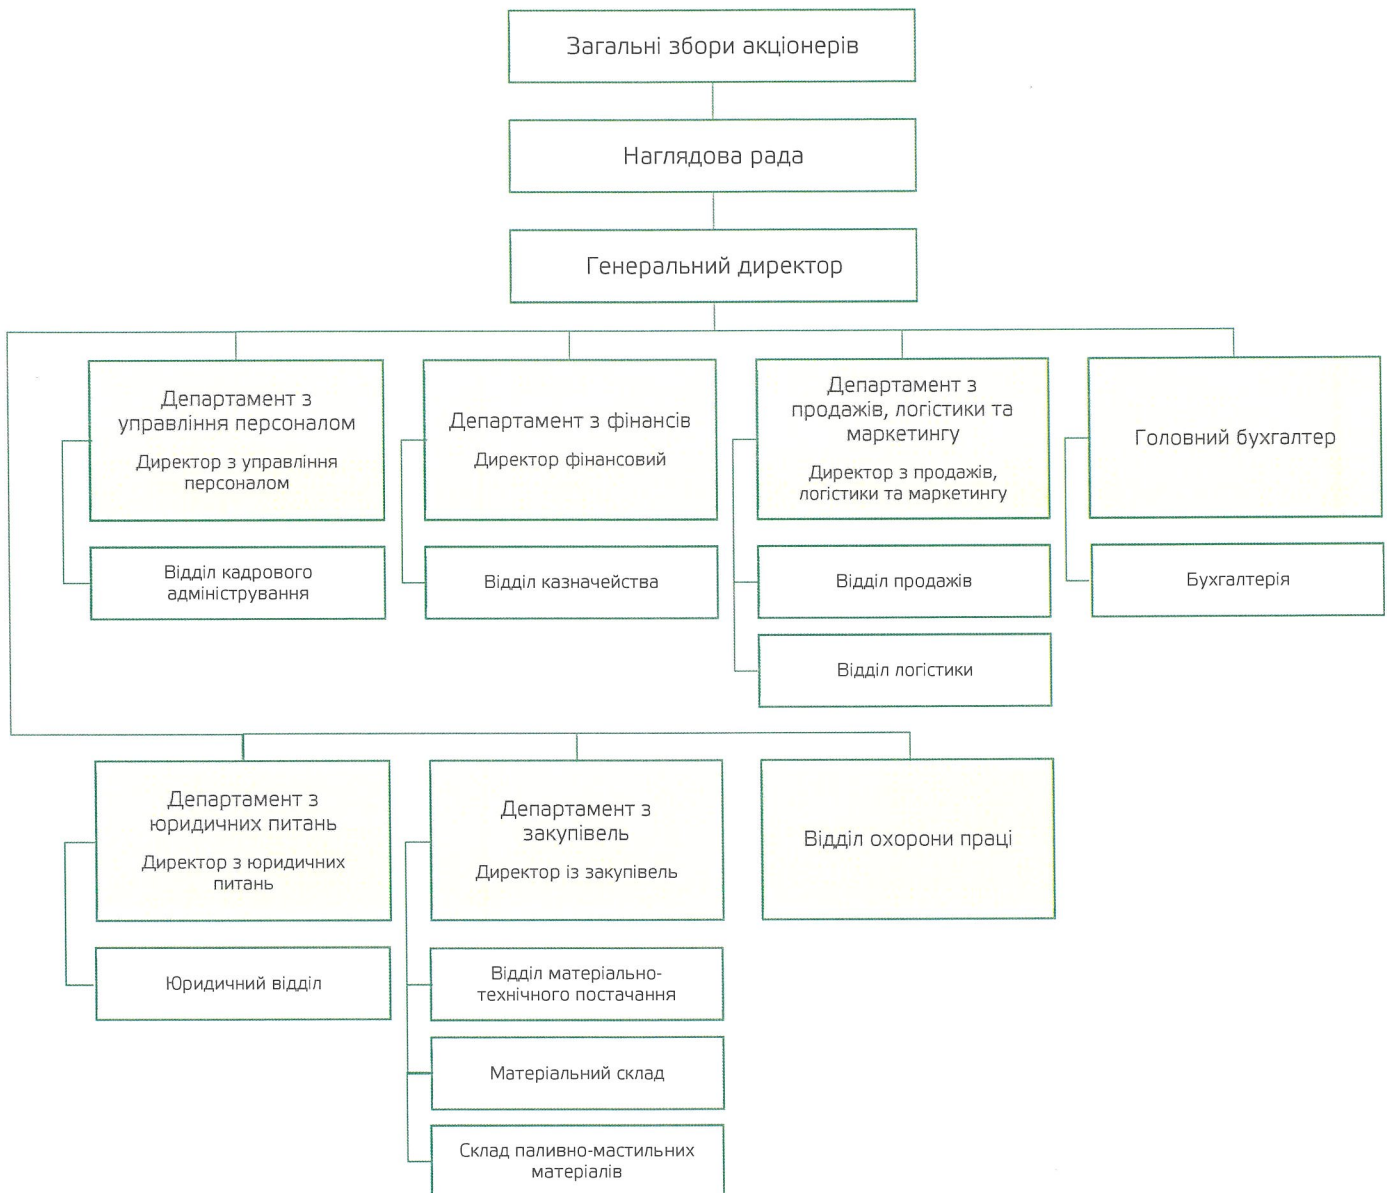 Загальні збори акціонерів
Наглядова рада
Генеральний директор
Департамент з
управління персоналом
Директор з управління
персоналом
Департамент з фінансів
Директор фінансовий
Департамент з
продажів, логістики та
маркетингу
Директор з продажів,
логістики та маркетингу
Головний бухгалтер
Відділ кадрового
адміністрування
Відділ казначейства
Відділ продажів
Бухгалтерія
Відділ логістики
Департамент з
юридичних питань
Директор з юридичних
питань
Департамент з
закупівель
Директор із закупівель
Відділ охорони праці
Юридичний відділ
Відділ матеріально-
технічного постачання
Матеріальний склад
Склад паливно-мастильних
матеріалів